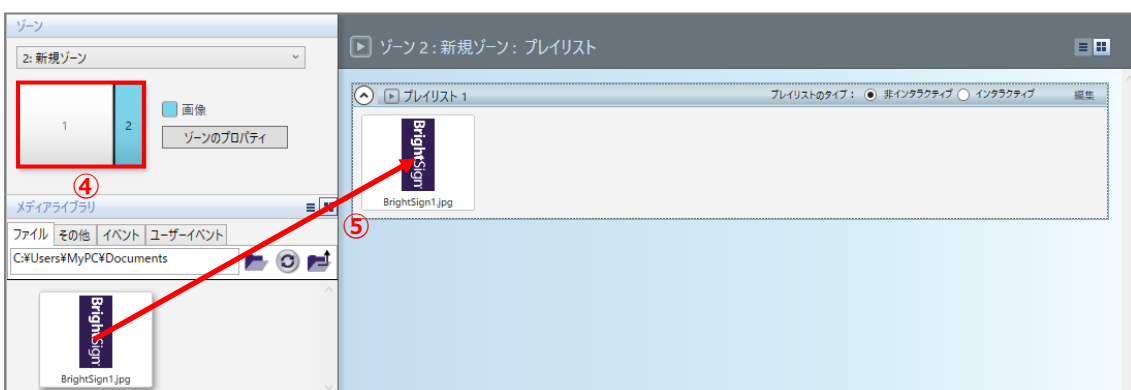 ゾーン
2: 新規ゾーン
1
2
画像
ゾーンのプロパティ
④
メディアライブラリ
ファイル その他 イベント ユーザーイベント
C:¥Users¥MyPC¥Documents
BrightSign
BrightSign1.jpg
ゾーン 2 : 新規ゾーン : プレイリスト
プレイリスト 1 プレイリストのタイプ : 非インタラクティブ インタラクティブ 編集
BrightSign
BrightSign1.jpg
⑤